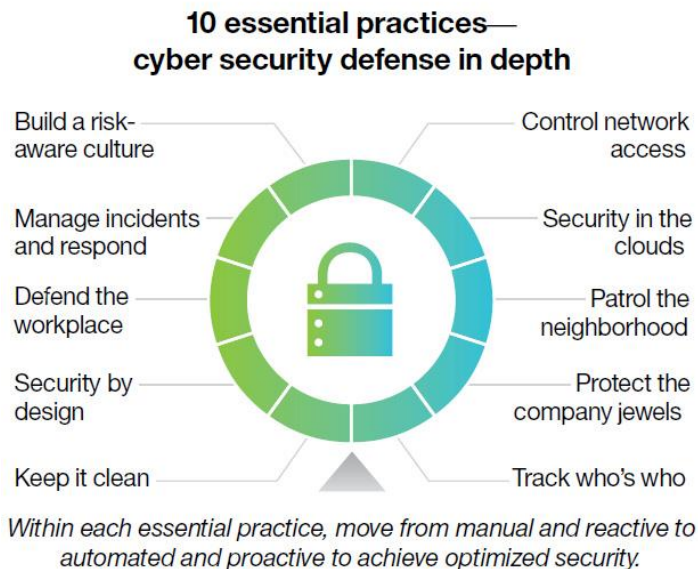 10 essential practices—
cyber security defense in depth
Build a risk-
aware culture
Manage incidents
and respond
Defend the
workplace
Security by
design
Keep it clean
Control network
access
Security in the
clouds
Patrol the
neighborhood
Protect the
company jewels
Track who's who
Within each essential practice, move from manual and reactive to
automated and proactive to achieve optimized security.